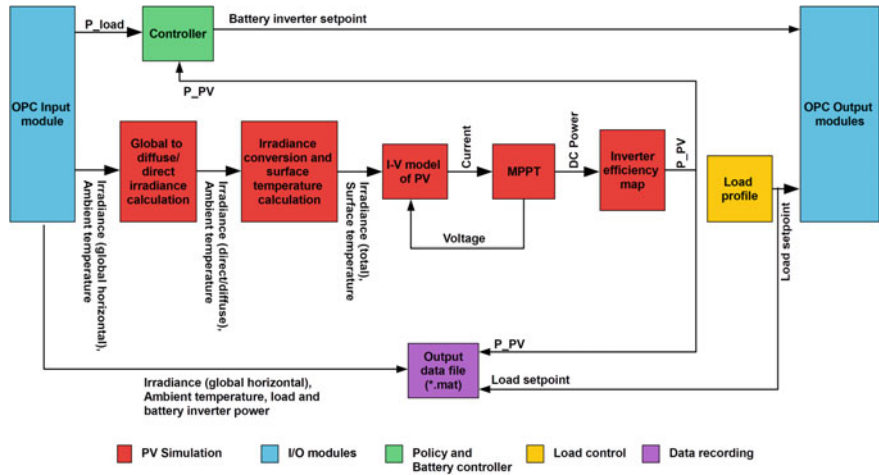 P_load
Battery inverter setpoint
Controller
P_PV
OPC Input
module
OPC Output
modules
Global to
diffuse/
direct
irradiance
calculation
Irradiance
conversion and
surface
temperature
calculation
I-V model
of PV
Current
MPPT
DC Power
Inverter
efficiency
map
P_PV
Load
profile
Voltage
Irradiance (global horizontal),
Ambient temperature
Irradiance (direct/diffuse),
Ambient temperature
Irradiance (total),
Surface temperature
Load setpoint
P_PV
Output
data file
(*.mat)
Load setpoint
Irradiance (global horizontal),
Ambient temperature, load and
battery inverter power
PV Simulation
I/O modules
Policy and
Battery controller
Load control
Data recording